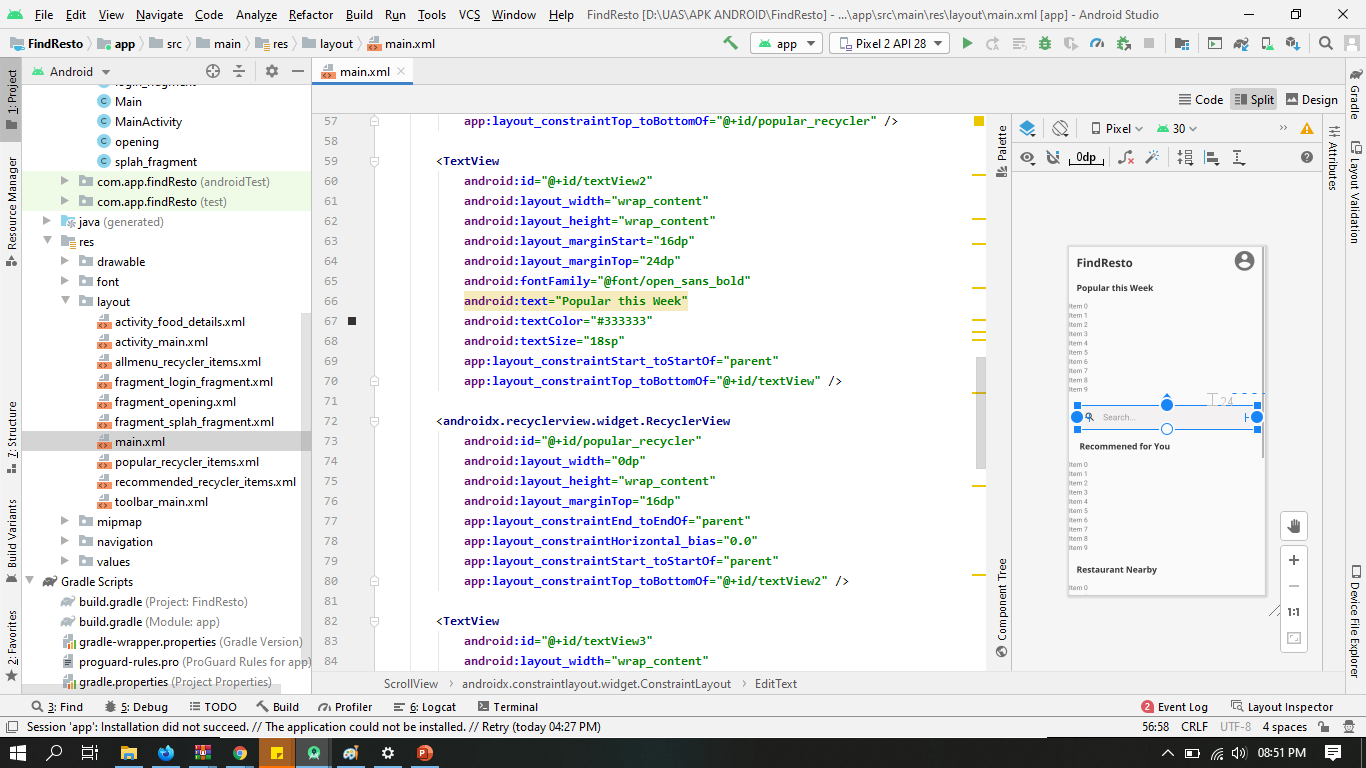 File Edit View Navigate Code Analyze Refactor Build Run Tools VCS Window Help FindResto [D:\UAS\APK ANDROID\FindResto] - ...\app\src\main\res\layout\main.xml [app] - Android Studio
FindResto app src main res layout main.xml
app
Pixel 2 API 28
1: Project
Resource Manager
7: Structure
Build Variants
2: Favorites
Android
Main
MainActivity
opening
splah_fragment
com.app.findResto (androidTest)
com.app.findResto (test)
java (generated)
res
drawable
font
layout
activity_food_details.xml
activity_main.xml
allmenu_recycler_items.xml
fragment_login_fragment.xml
fragment_opening.xml
fragment_splah_fragment.xml
main.xml
popular_recycler_items.xml
recommended_recycler_items.xml
toolbar_main.xml
mipmap
navigation
values
Gradle Scripts
build.gradle (Project: FindResto)
build.gradle (Module: app)
gradle-wrapper.properties (Gradle Version)
proguard-rules.pro (ProGuard Rules for app)
gradle.properties (Project Properties)
main.xml
Code Split Design
57 app:layout_constraintTop_toBottomOf="@+id/popular_recycler" />
58
59 <TextView
60 android:id="@+id/textView2"
61 android:layout_width="wrap_content"
62 android:layout_height="wrap_content"
63 android:layout_marginStart="16dp"
64 android:layout_marginTop="24dp"
65 android:fontFamily="@font/open_sans_bold"
66 android:text="Popular this Week"
67 android:textColor="#333333"
68 android:textSize="18sp"
69 app:layout_constraintStart_toStartOf="parent"
70 app:layout_constraintTop_toBottomOf="@+id/textView" />
71
72 <androidx.recyclerview.widget.RecyclerView
73 android:id="@+id/popular_recycler"
74 android:layout_width="0dp"
75 android:layout_height="wrap_content"
76 android:layout_marginTop="16dp"
77 app:layout_constraintEnd_toEndOf="parent"
78 app:layout_constraintHorizontal_bias="0.0"
79 app:layout_constraintStart_toStartOf="parent"
80 app:layout_constraintTop_toBottomOf="@+id/textView2" />
81
82 <TextView
83 android:id="@+id/textView3"
84 android:layout_width="wrap_content"
ScrollView androidx.constraintlayout.widget.ConstraintLayout EditText
Palette
Component Tree
Pixel 30
0dp
FindResto
Popular this Week
Item 0
Item 1
Item 2
Item 3
Item 4
Item 5
Item 6
Item 7
Item 8
Item 9
24
Search...
Recommened for You
Item 0
Item 1
Item 2
Item 3
Item 4
Item 5
Item 6
Item 7
Item 8
Item 9
Restaurant Nearby
Item 0
1:1
Attributes
Gradle
Layout Validation
Device File Explorer
3: Find 5: Debug TODO Build Profiler 6: Logcat Terminal 2 Event Log Layout Inspector
Session 'app': Installation did not succeed. // The application could not be installed. // Retry (today 04:27 PM) 56:58 CRLF UTF-8 4 spaces
08:51 PM